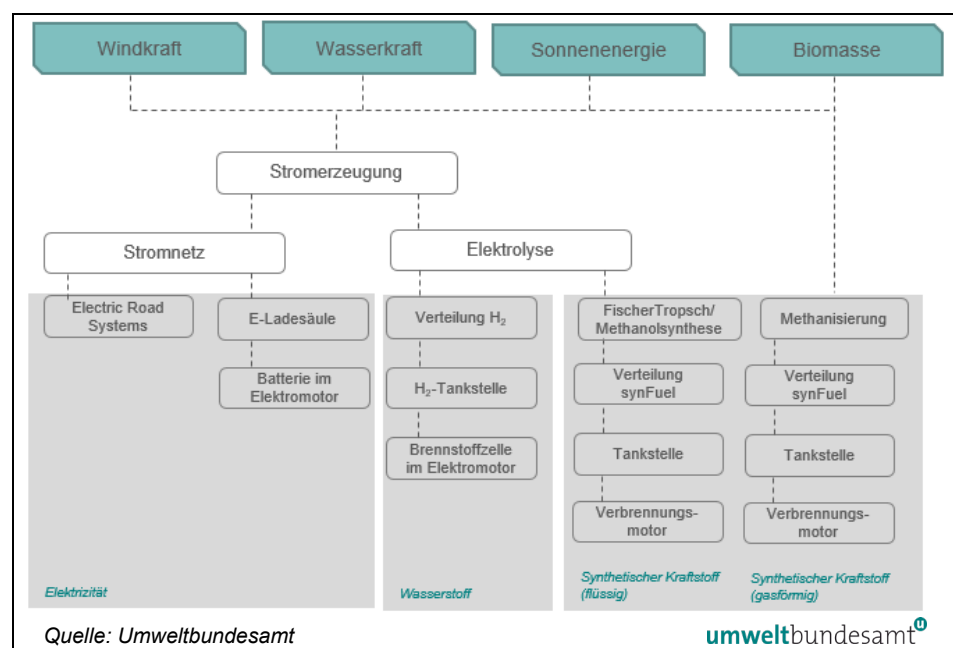 Windkraft
Wasserkraft
Sonnenenergie
Biomasse
Stromerzeugung
Stromnetz
Elektrolyse
Electric Road
Systems
E-Ladesäule
Batterie im
Elektromotor
Verteilung H₂
H₂-Tankstelle
Brennstoffzelle
im Elektromotor
FischerTropsch/
Methanolsynthese
Verteilung
synFuel
Tankstelle
Verbrennungs-
motor
Methanisierung
Verteilung
synFuel
Tankstelle
Verbrennungs-
motor
Elektrizität
Wasserstoff
Synthetischer Kraftstoff
(flüssig)
Synthetischer Kraftstoff
(gasförmig)
Quelle: Umweltbundesamt
umweltbundesamt u